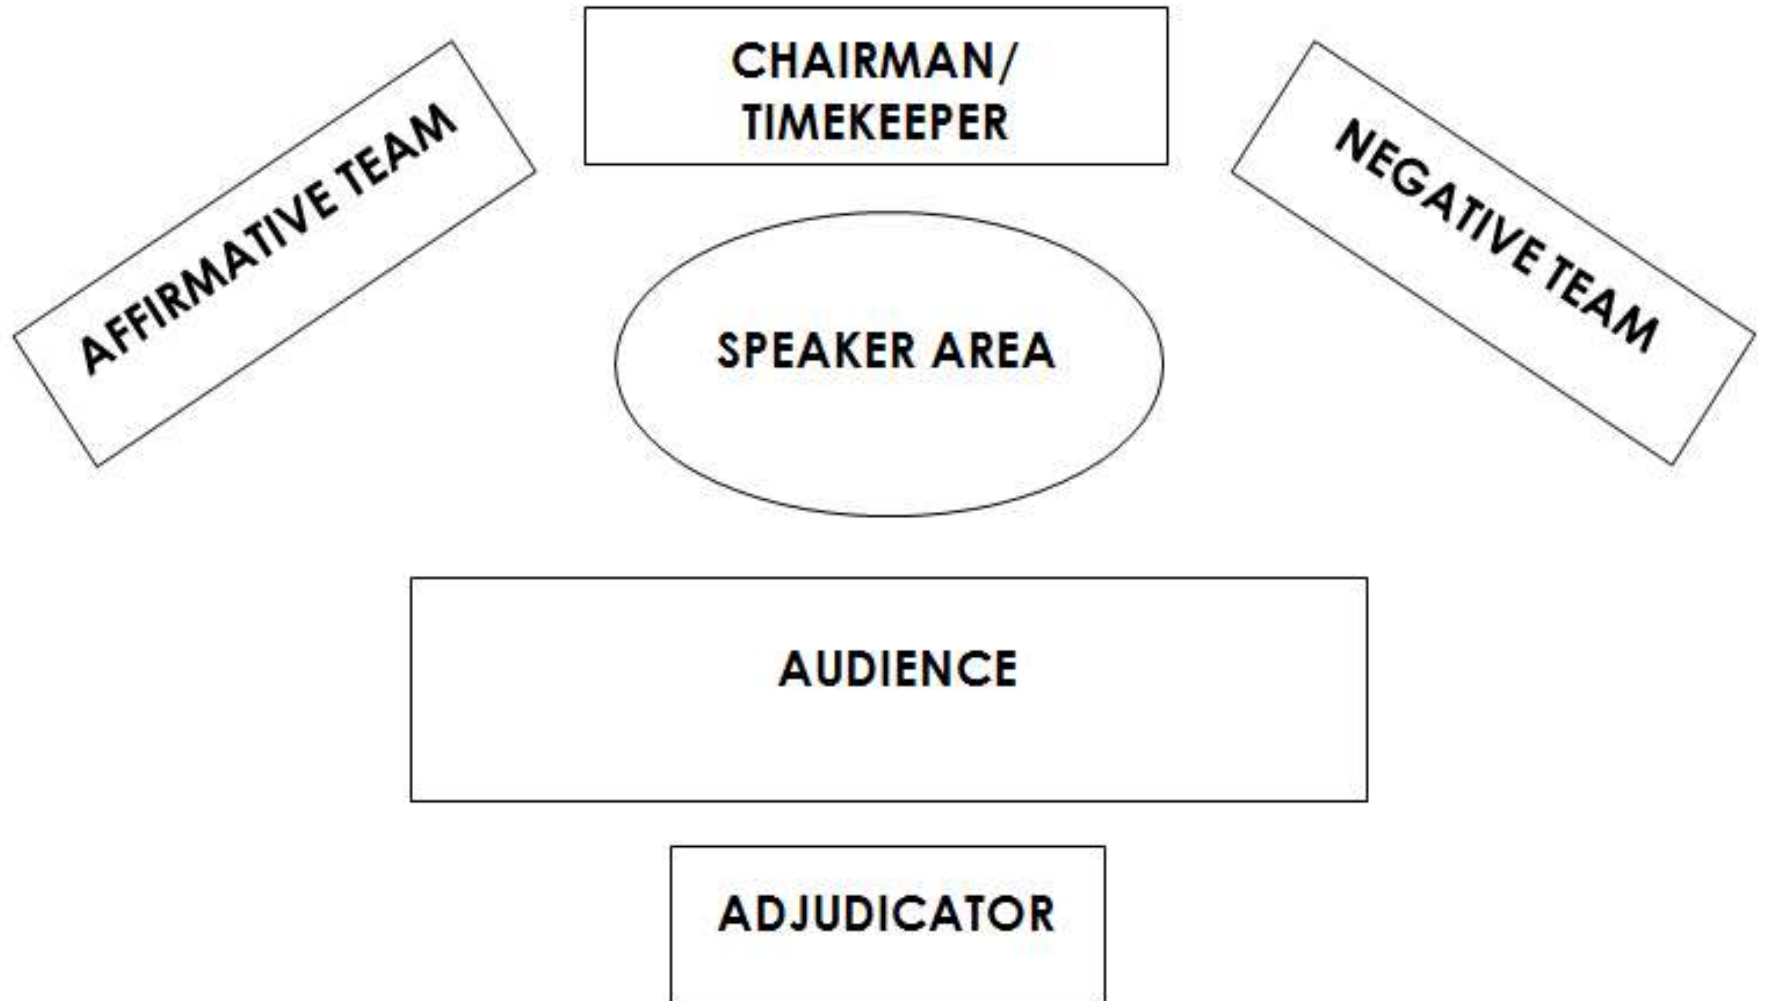 CHAIRMAN/
TIMEKEEPER
AFFIRMATIVE TEAM
NEGATIVE TEAM
SPEAKER AREA
AUDIENCE
ADJUDICATOR